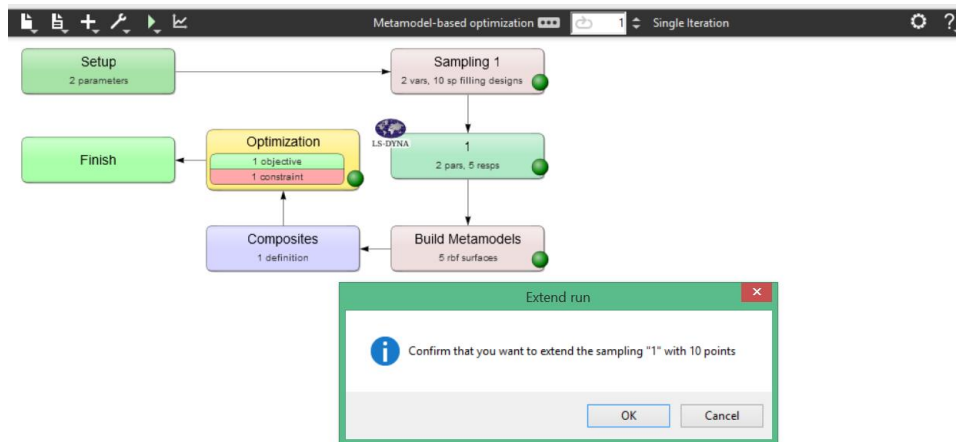 Metamodel-based optimization 1 Single Iteration ?
Setup
2 parameters
Sampling 1
2 vars, 10 sp filling designs
Finish
Optimization
1 objective
1 constraint
LS-DYNA
1
2 pars, 5 resps
Composites
1 definition
Build Metamodels
5 rbf surfaces
Extend run
x
i
Confirm that you want to extend the sampling "1" with 10 points
OK
Cancel